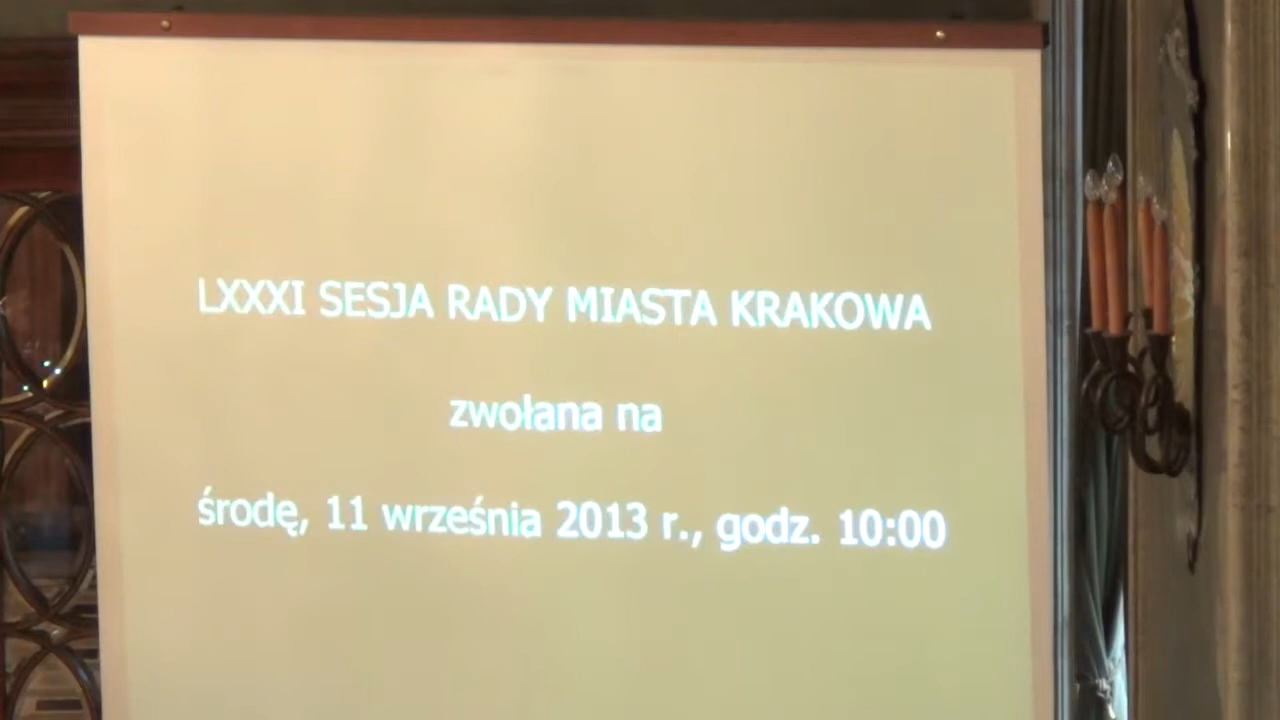 LXXXI SESJA RADY MIASTA KRAKOWA
zwołana na
środę, 11 września 2013 r., godz. 10:00